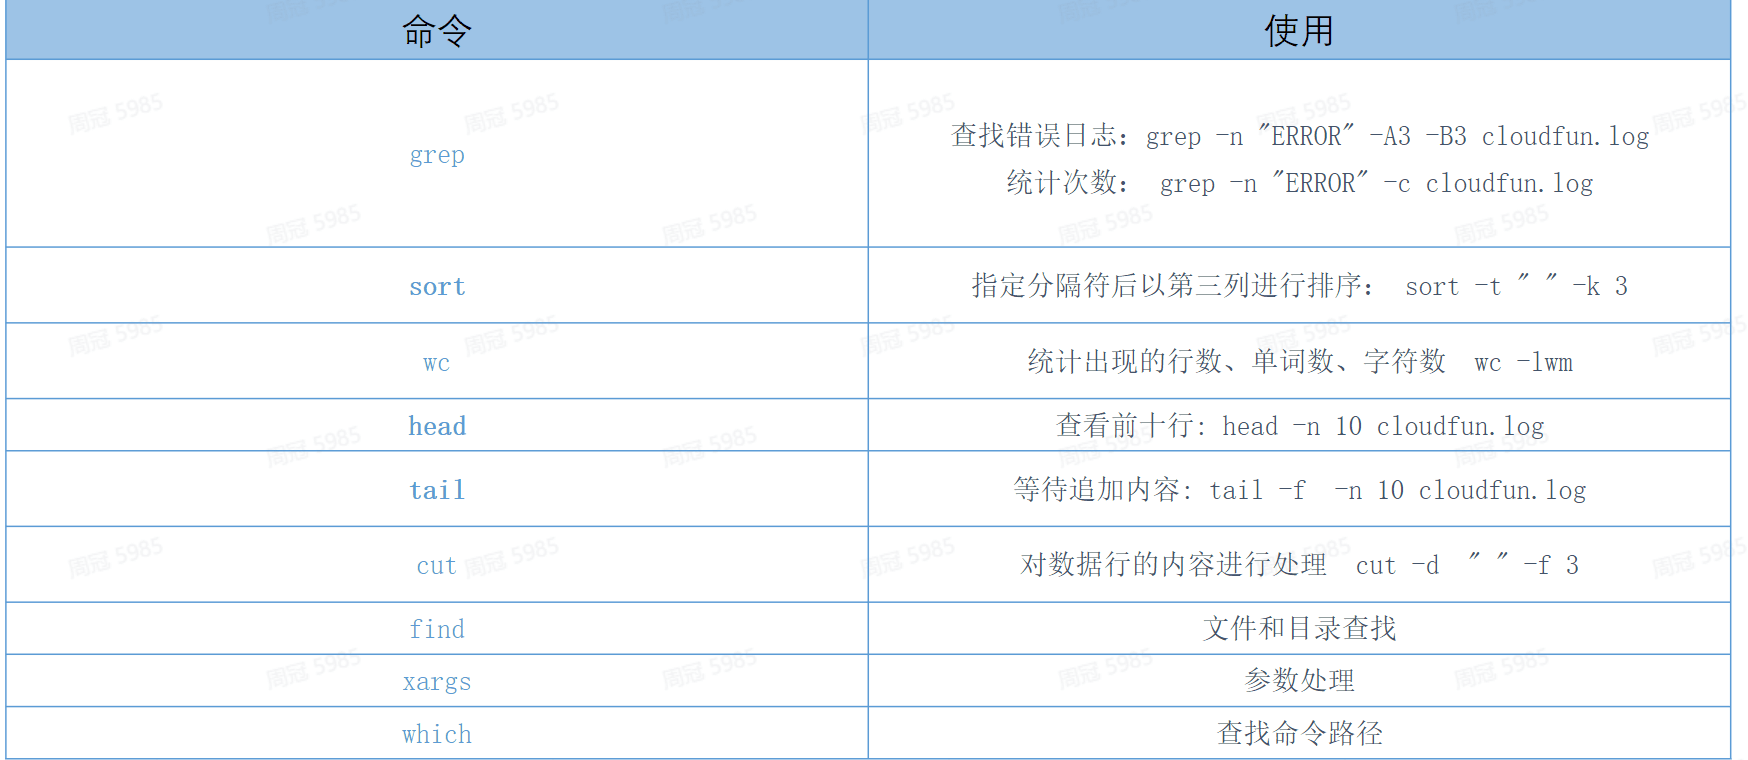 命令
使用
grep
查找错误日志：grep -n "ERROR" -A3 -B3 cloudfun.log
统计次数： grep -n "ERROR" -c cloudfun.log
sort
指定分隔符后以第三列进行排序： sort -t " " -k 3
wc
统计出现的行数、单词数、字符数 wc -lwm
head
查看前十行: head -n 10 cloudfun.log
tail
等待追加内容: tail -f -n 10 cloudfun.log
cut
对数据行的内容进行处理 cut -d " " -f 3
find
文件和目录查找
xargs
参数处理
which
查找命令路径
周冠 5985